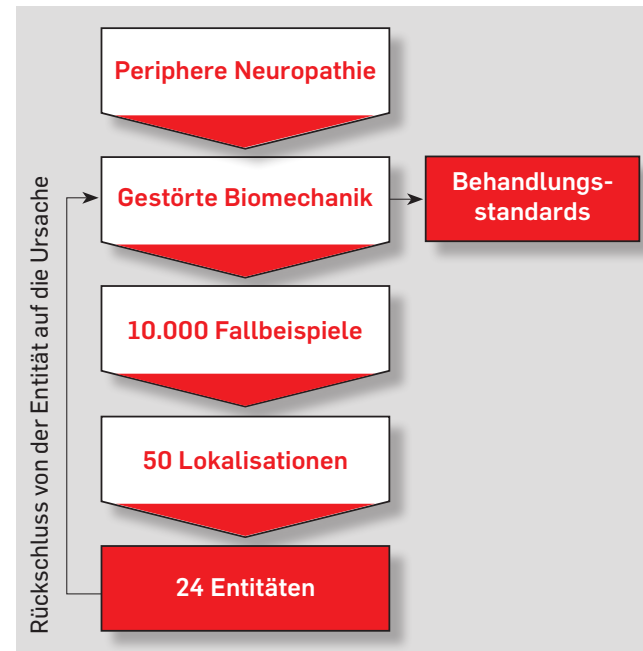 Periphere Neuropathie
Gestörte Biomechanik
Behandlungs-
standards
10.000 Fallbeispiele
50 Lokalisationen
24 Entitäten
Rückschluss von der Entität auf die Ursache